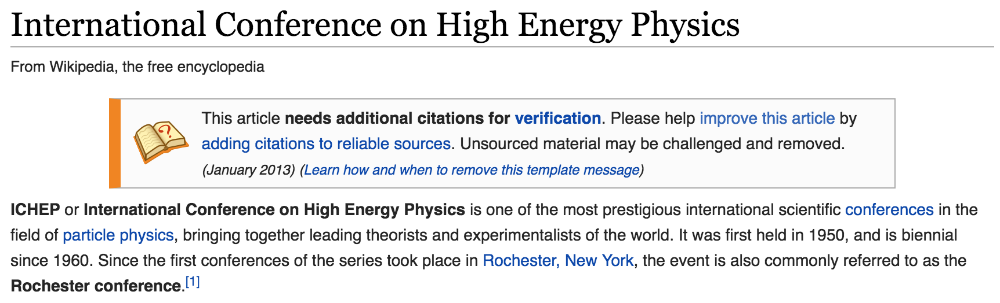 International Conference on High Energy Physics
From Wikipedia, the free encyclopedia
?
This article needs additional citations for verification. Please help improve this article by
adding citations to reliable sources. Unsourced material may be challenged and removed.
(January 2013) (Learn how and when to remove this template message)
ICHEP or International Conference on High Energy Physics is one of the most prestigious international scientific conferences in the
field of particle physics, bringing together leading theorists and experimentalists of the world. It was first held in 1950, and is biennial
since 1960. Since the first conferences of the series took place in Rochester, New York, the event is also commonly referred to as the
Rochester conference.[1]